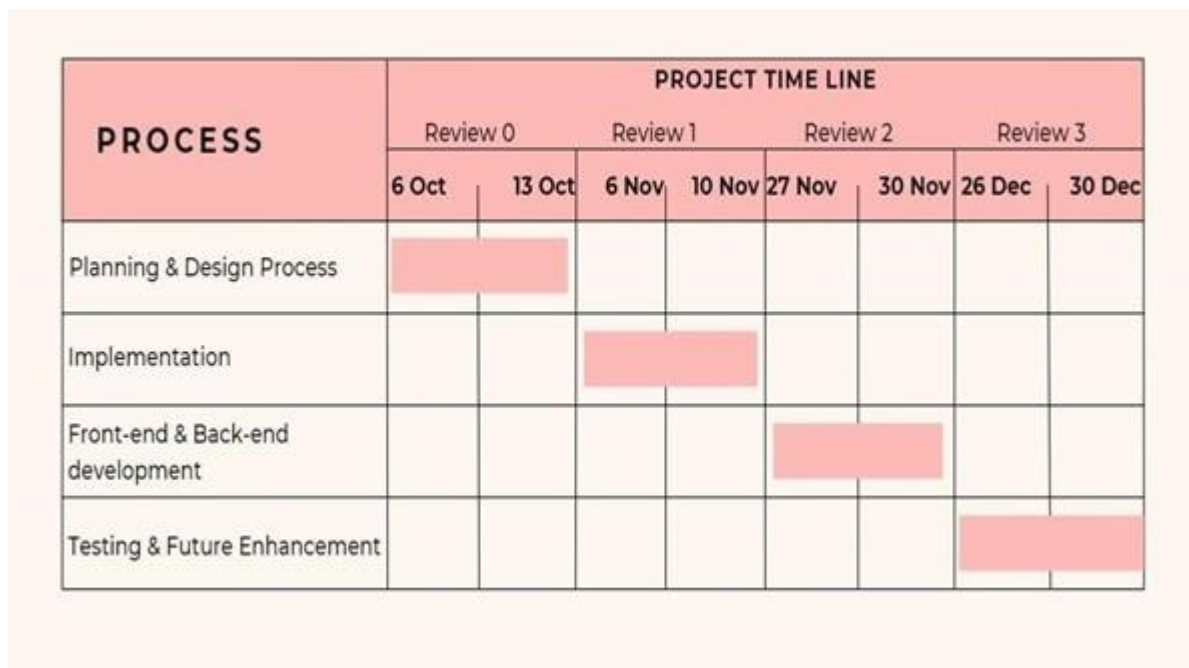 PROJECT TIME LINE
PROCESS
Review 0 Review 1 Review 2 Review 3
6 Oct 13 Oct 6 Nov 10 Nov 27 Nov 30 Nov 26 Dec 30 Dec
Planning & Design Process
Implementation
Front-end & Back-end
development
Testing & Future Enhancement